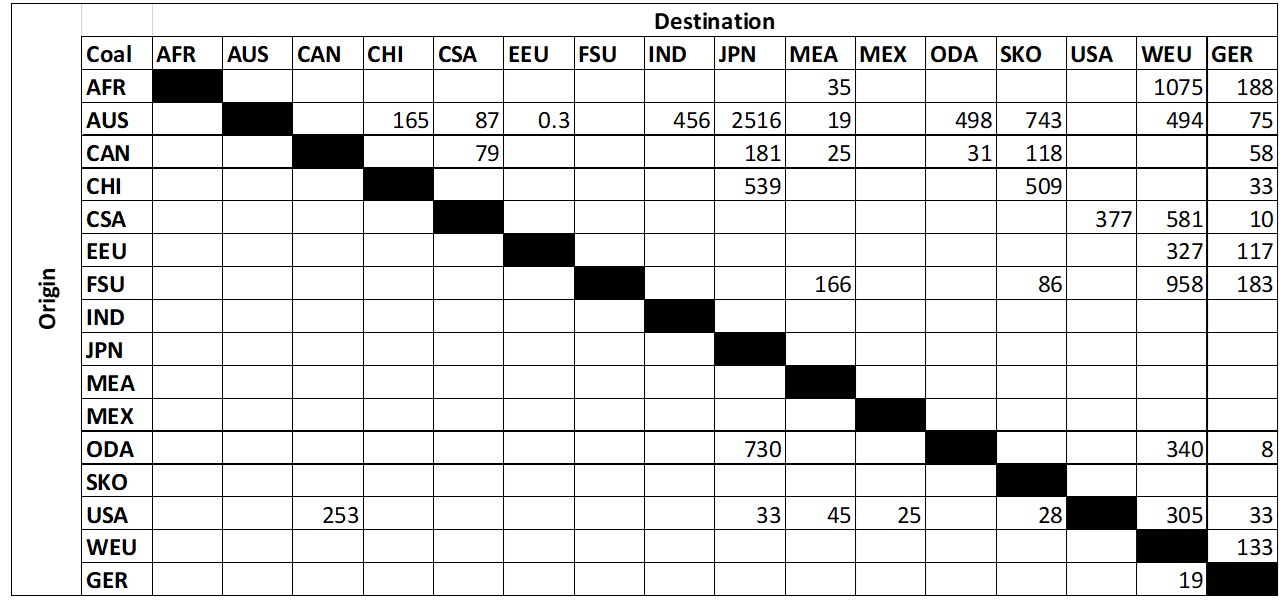 Destination
Coal AFR AUS CAN CHI CSA EEU FSU IND JPN MEA MEX ODA SKO USA WEU GER
AFR 35 1075 188
AUS 165 87 0.3 456 2516 19 498 743 494 75
CAN 79 181 25 31 118 58
CHI 539 509 33
CSA 377 581 10
EEU 327 117
FSU 166 86 958 183
Origin
IND
JPN
MEA
MEX
ODA 730 340 8
SKO
USA 253 33 45 25 28 305 33
WEU 133
GER 19